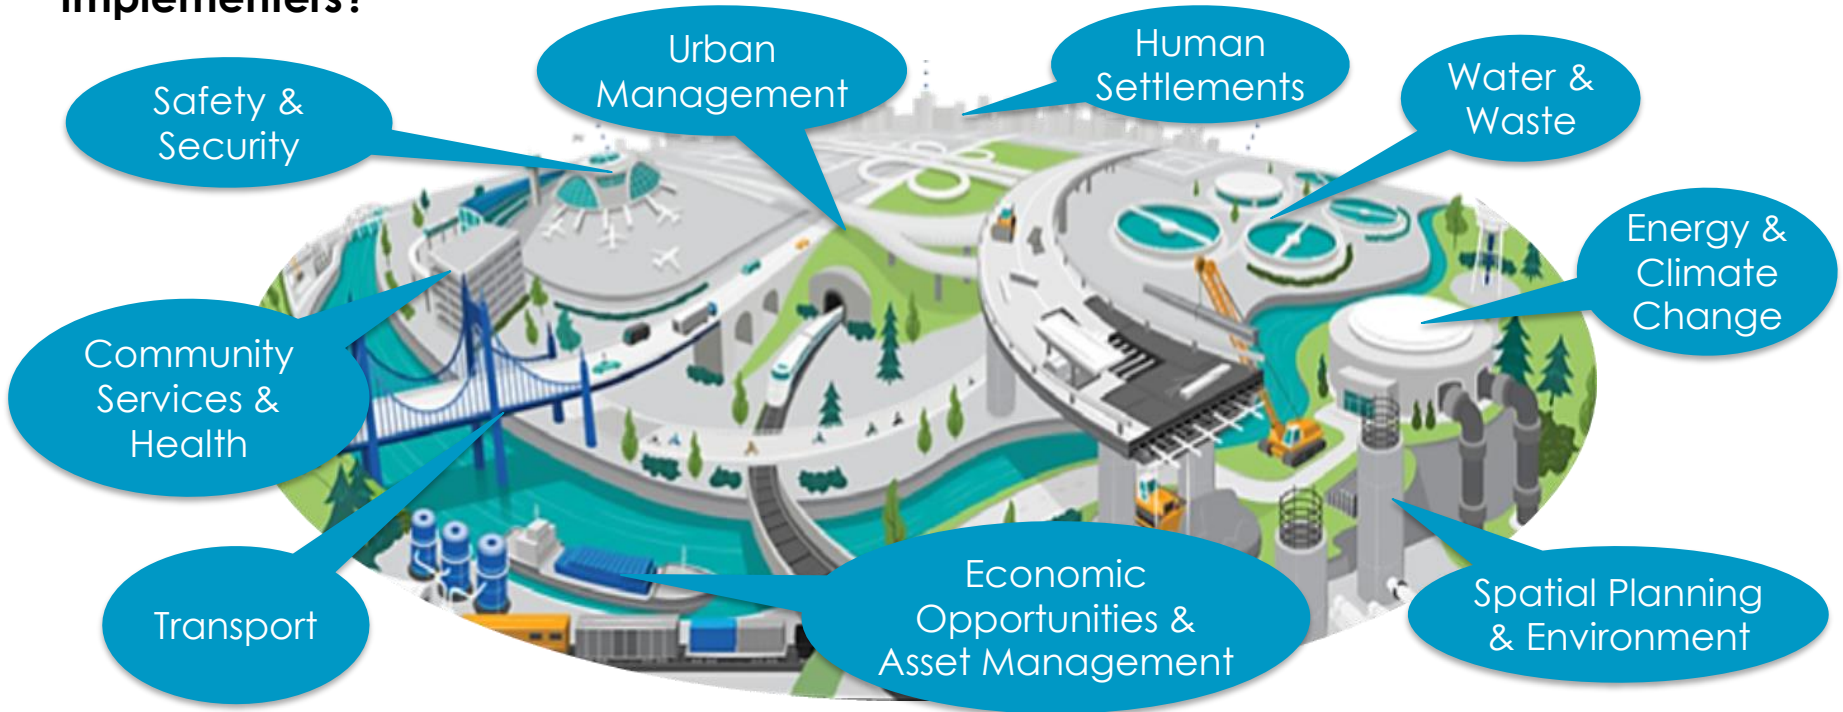 Implementers?
Urban
Management
Human
Settlements
Safety &
Security
Water &
Waste
Energy &
Climate
Change
Community
Services &
Health
Transport
Economic
Opportunities &
Asset Management
Spatial Planning
& Environment